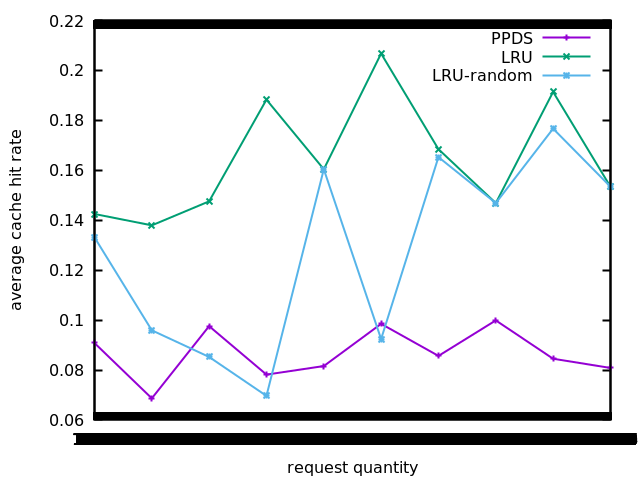 0.22
PPDS
LRU
LRU-random
0.2
0.18
0.16
0.14
0.12
0.1
0.08
0.06
average cache hit rate
request quantity